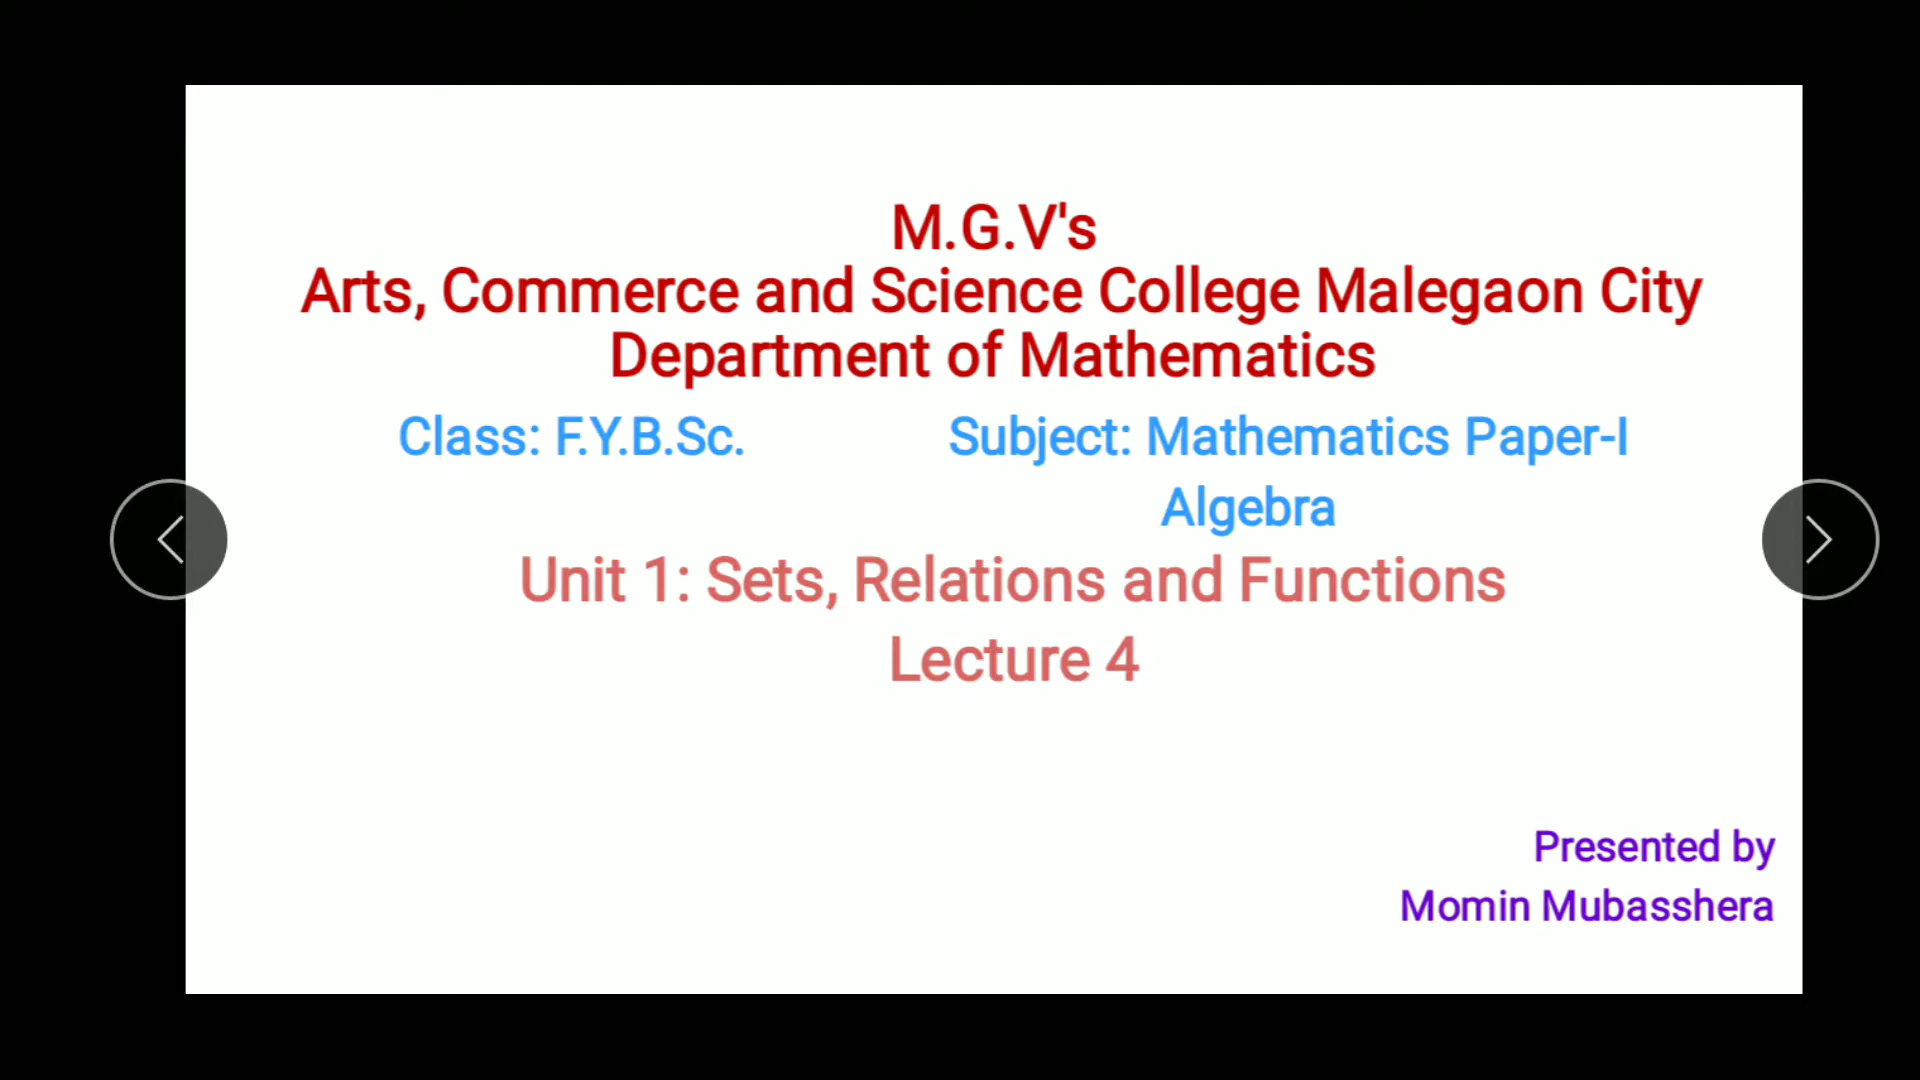 M.G.V's
Arts, Commerce and Science College Malegaon City
Department of Mathematics
Class: F.Y.B.Sc. Subject: Mathematics Paper-I
Algebra
Unit 1: Sets, Relations and Functions
Lecture 4
Presented by
Momin Mubasshera